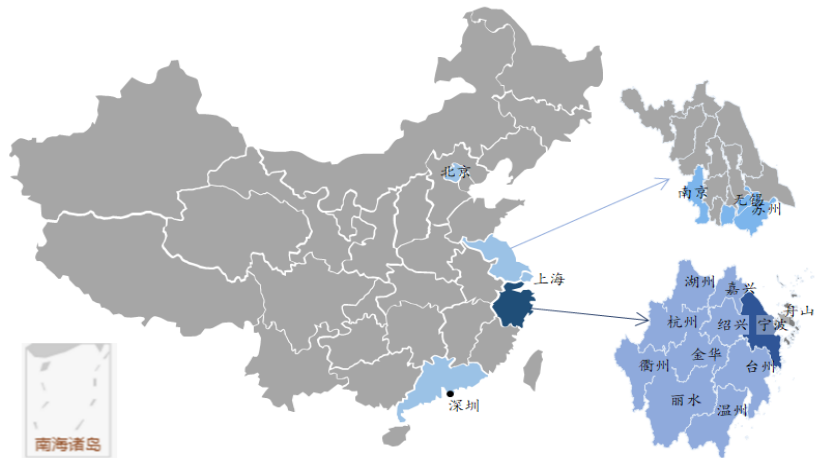 北京
上海
深圳
南海诸岛
南京
无锡
苏州
湖州
嘉兴
舟山
杭州
绍兴
宁波
衢州
金华
台州
丽水
温州